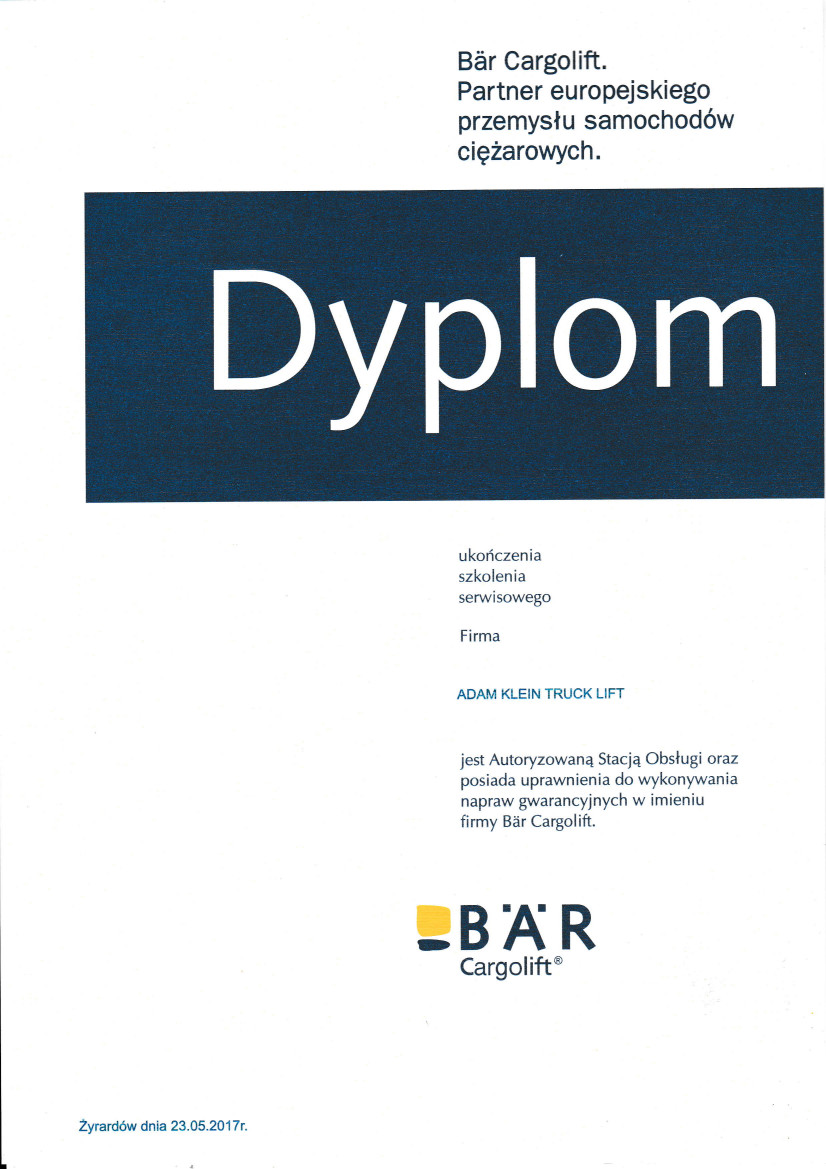 Bär Cargolift.
Partner europejskiego
przemysłu samochodów
ciężarowych.
Dyplom
ukończenia
szkolenia
serwisowego
Firma
ADAM KLEIN TRUCK LIFT
jest Autoryzowaną Stacją Obsługi oraz
posiada uprawnienia do wykonywania
napraw gwarancyjnych w imieniu
firmy Bär Cargolift.
BÄR
Cargolift®
Żyrardów dnia 23.05.2017r.